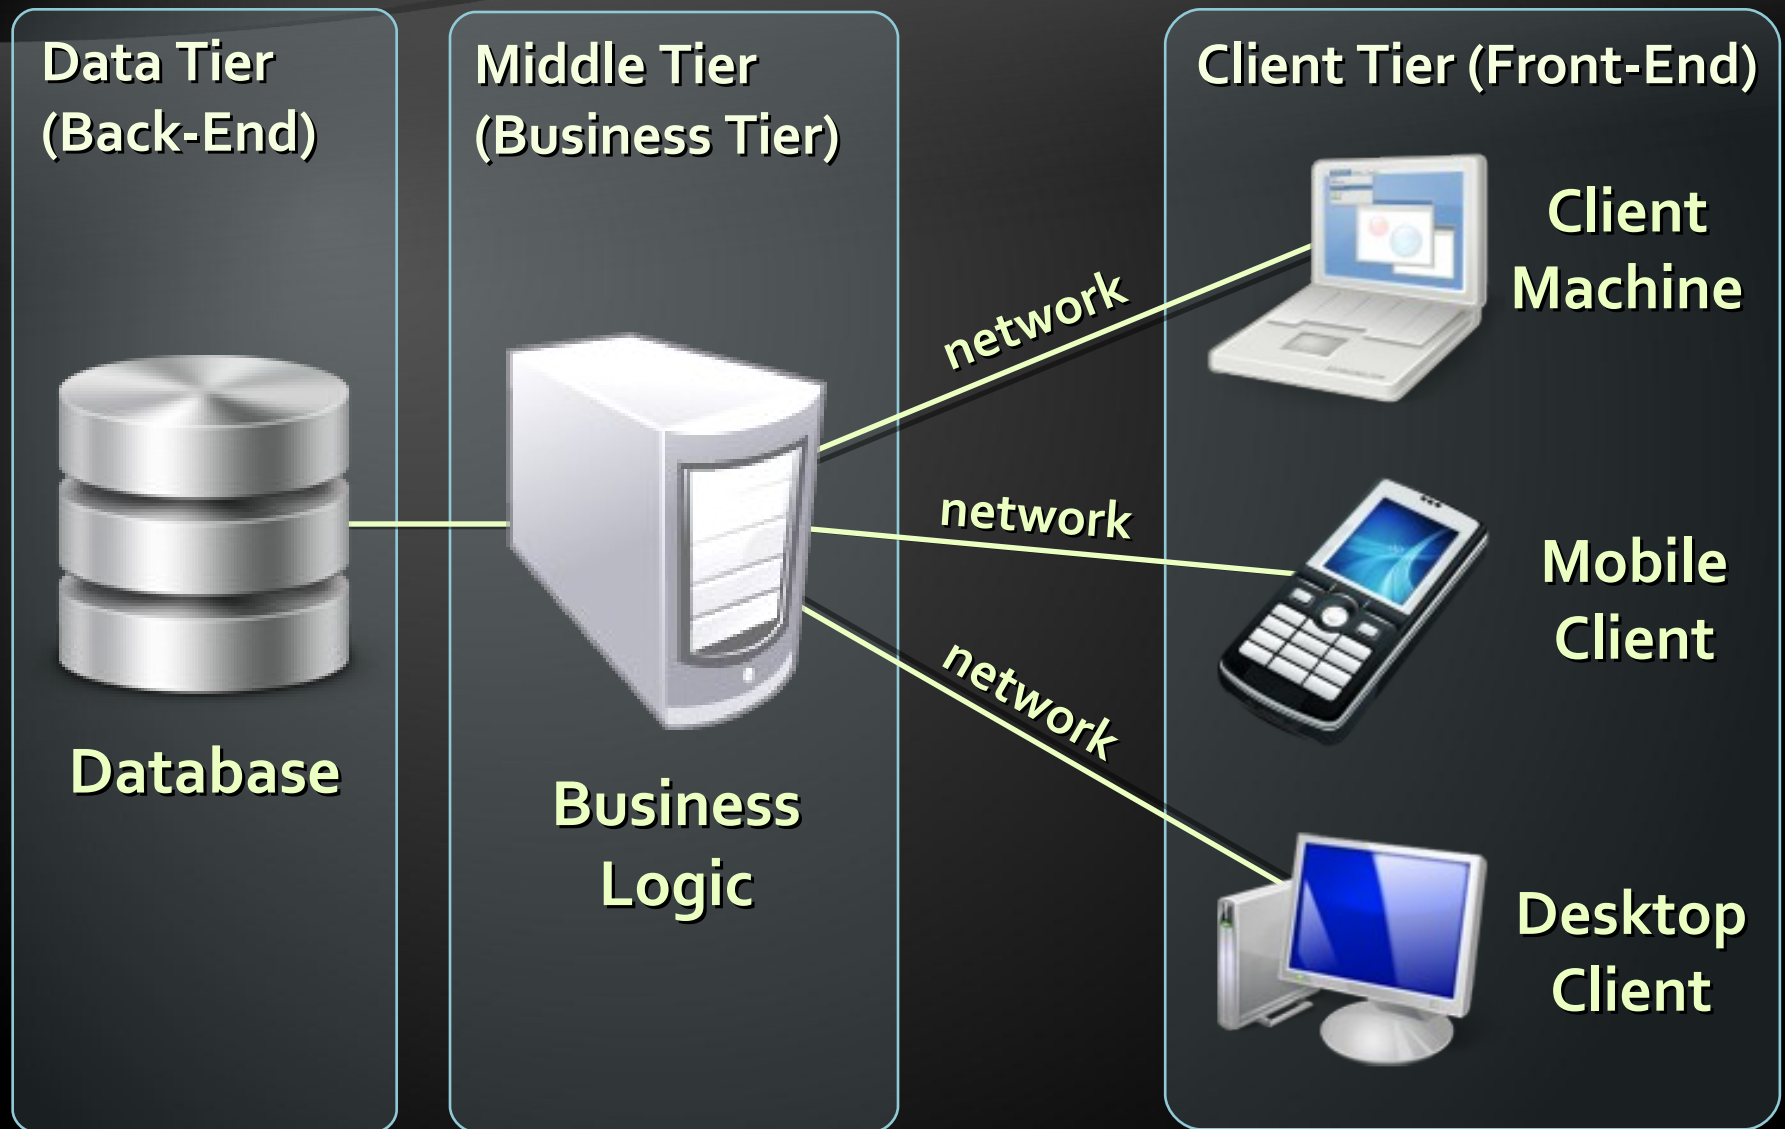 Data Tier
(Back-End)
Database
Middle Tier
(Business Tier)
Business
Logic
network
network
network
Client Tier (Front-End)
Client
Machine
Mobile
Client
Desktop
Client